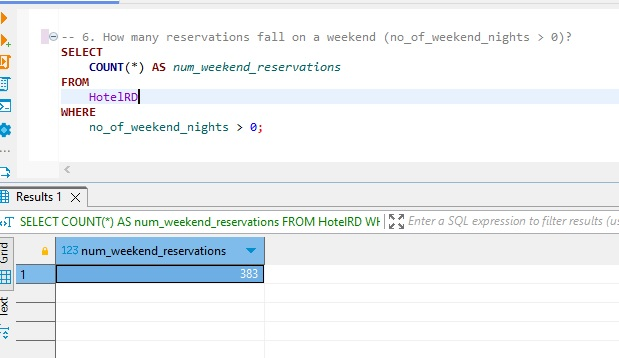 -- 6. How many reservations fall on a weekend (no_of_weekend_nights > 0)?
SELECT
COUNT(*) AS num_weekend_reservations
FROM
HotelRD
WHERE
no_of_weekend_nights > 0;
Results 1
SELECT COUNT(*) AS num_weekend_reservations FROM HotelRD WH
Enter a SQL expression to filter results (us
Grid
123 num_weekend_reservations
1 383
Text